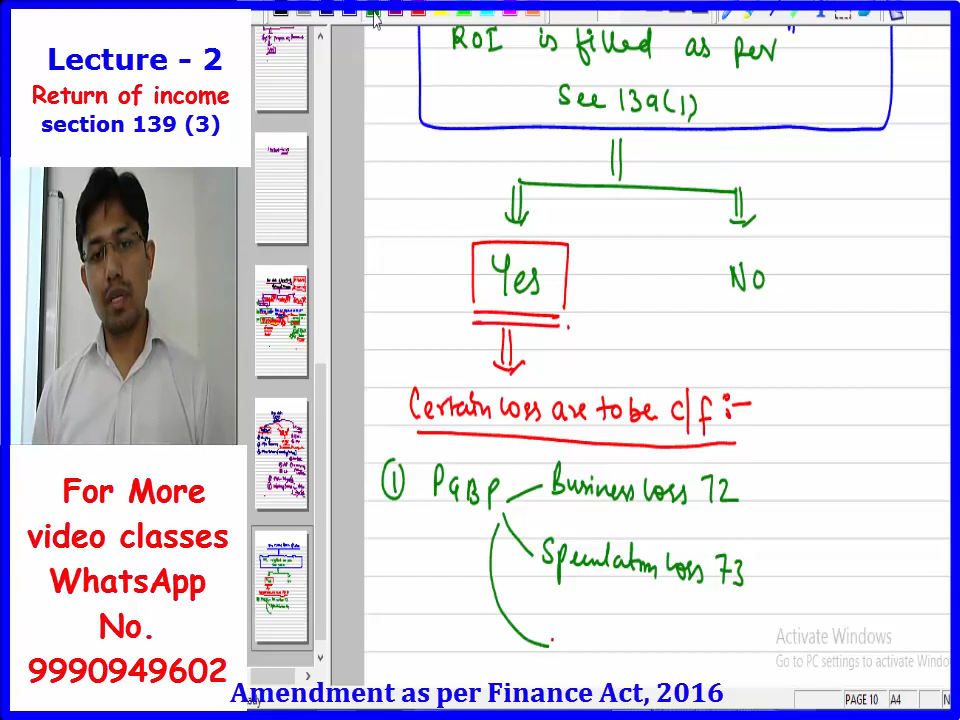 Lecture - 2
Return of income
section 139 (3)
ROI is filled as per "
Sec 139(1)
Yes
No
Certain loss are to be c/f :-
① PGBP
Business Loss 72
Speculation Loss 73
For More
video classes
WhatsApp
No.
9990949602
Activate Windows
Go to PC settings to activate Windo
PAGE 10 A4 N
Amendment as per Finance Act, 2016